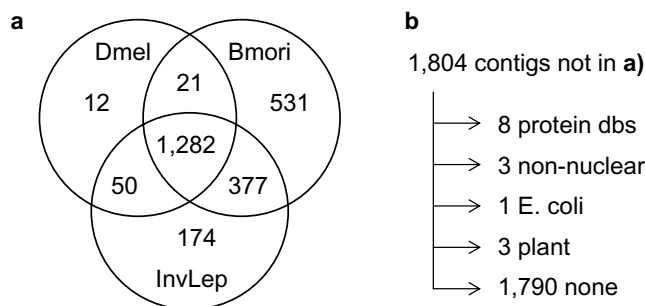 a
Dmel
Bmori
12
21
531
1,282
50
377
174
InvLep
b
1,804 contigs not in a)
8 protein dbs
3 non-nuclear
1 E. coli
3 plant
1,790 none